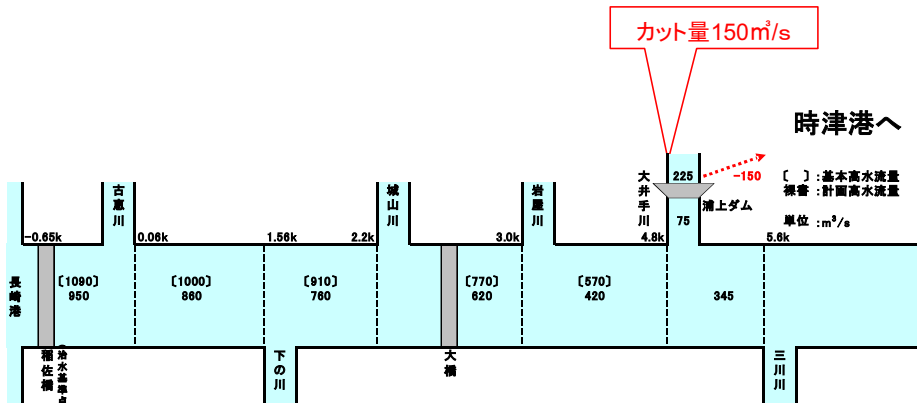 カット量150㎥/s
時津港へ
-150
〔 〕:基本高水流量
裸書:計画高水流量
単位:m³/s
大井手川
225
浦上ダム
75
古恵川
城山川
岩屋川
-0.65k
0.06k
1.56k
2.2k
3.0k
4.8k
5.6k
長崎港
〔1090〕
950
〔1000〕
860
〔910〕
760
〔770〕
620
〔570〕
420
345
稲佐橋
(治水基準点
下の川
大橋
三川川